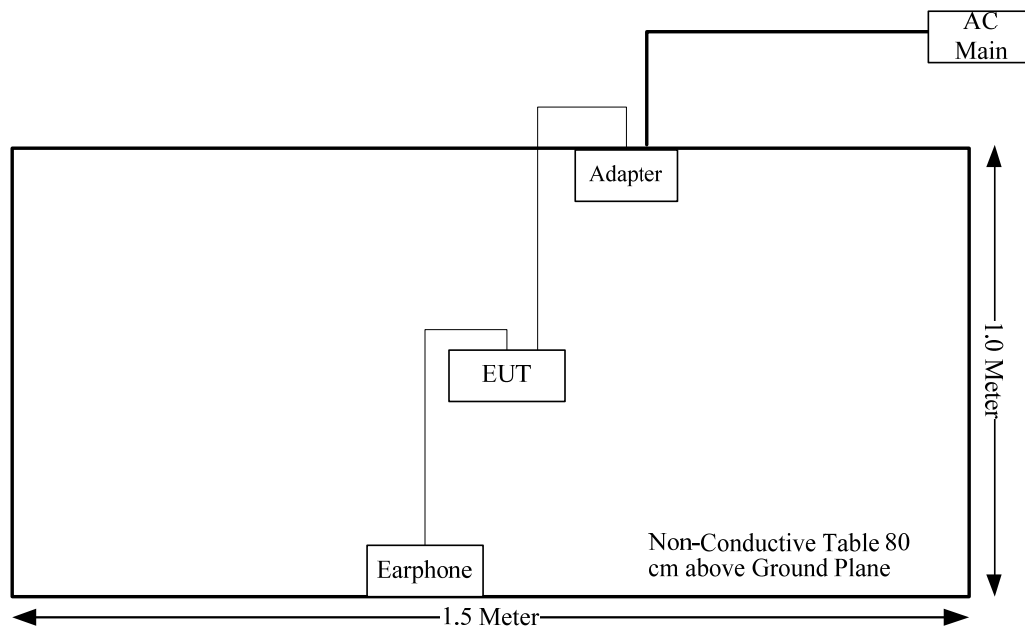 AC
Main
Adapter
EUT
1.0 Meter
Non-Conductive Table 80
cm above Ground Plane
Earphone
1.5 Meter